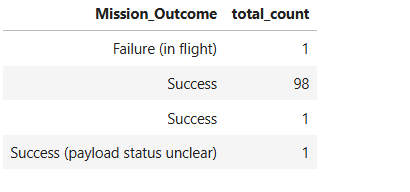 Mission_Outcome total_count
Failure (in flight) 1
Success 98
Success 1
Success (payload status unclear) 1